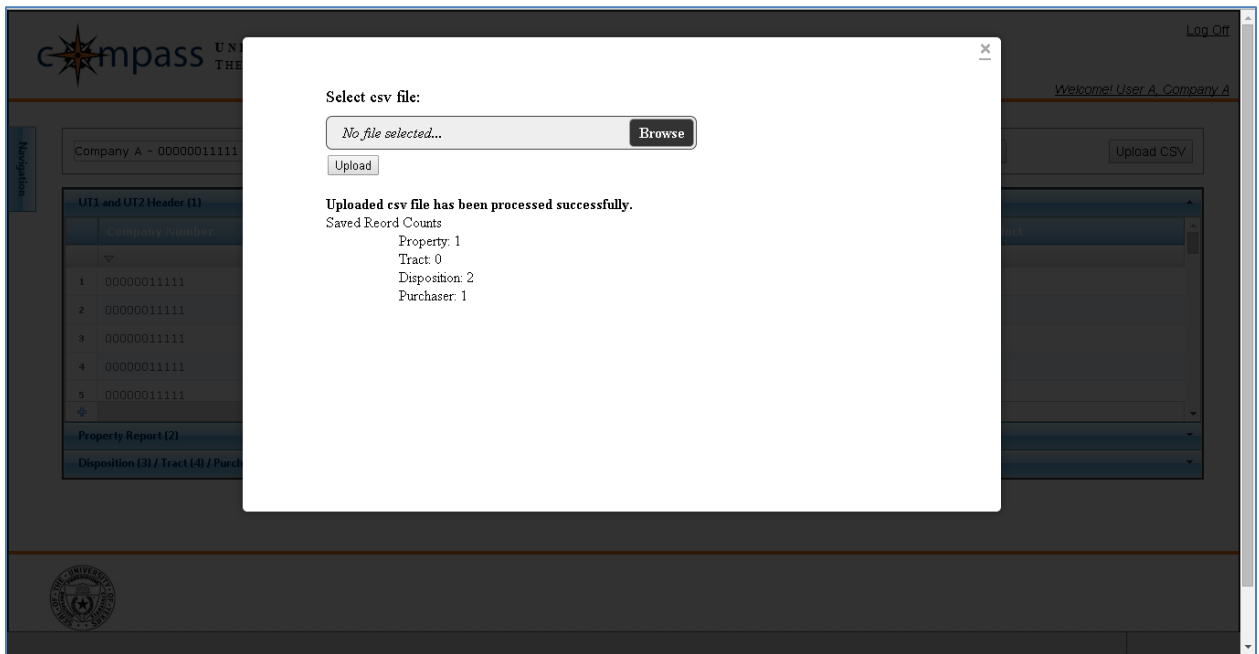 Log Off
compass UNI
THE
Welcome! User A, Company A
Navigation
Company A - 00000011111
Upload CSV
UT1 and UT2 Header (1)
Company Number
1 00000011111
2 00000011111
3 00000011111
4 00000011111
5 00000011111
Property Report (2)
Disposition (3) / Tract (4) / Purch
×
Select csv file:
No file selected...
Browse
Upload
Uploaded csv file has been processed successfully.
Saved Reord Counts
Property: 1
Tract: 0
Disposition: 2
Purchaser: 1